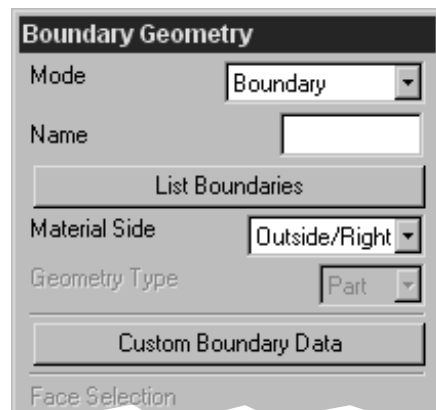 Boundary Geometry
Mode Boundary
Name
List Boundaries
Material Side Outside/Right
Geometry Type Part
Custom Boundary Data
Face Selection